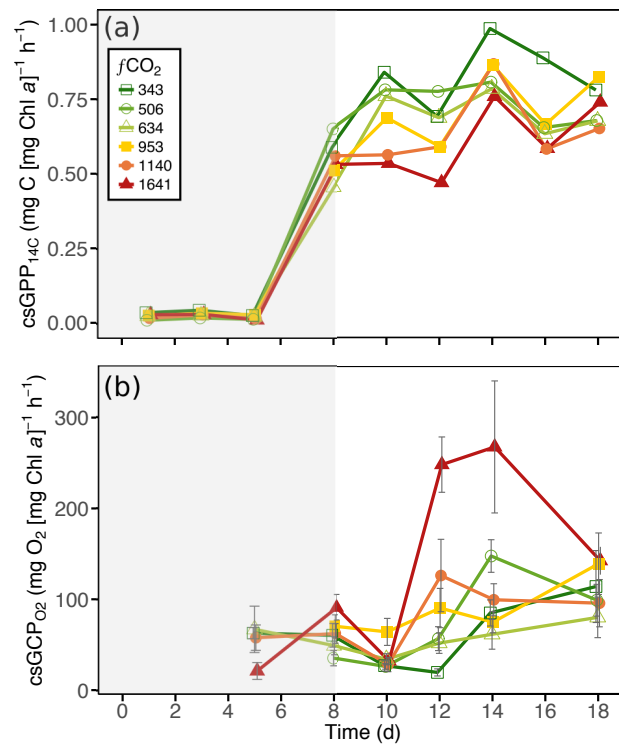 (a)
fCO₂
343
506
634
953
1140
1641
csGPP₁₄C (mg C [mg Chl a]⁻¹ h⁻¹)
1.00
0.75
0.50
0.25
0.00
(b)
csGCP_O2 (mg O₂ [mg Chl a]⁻¹ h⁻¹)
300
200
100
0
0 2 4 6 8 10 12 14 16 18
Time (d)